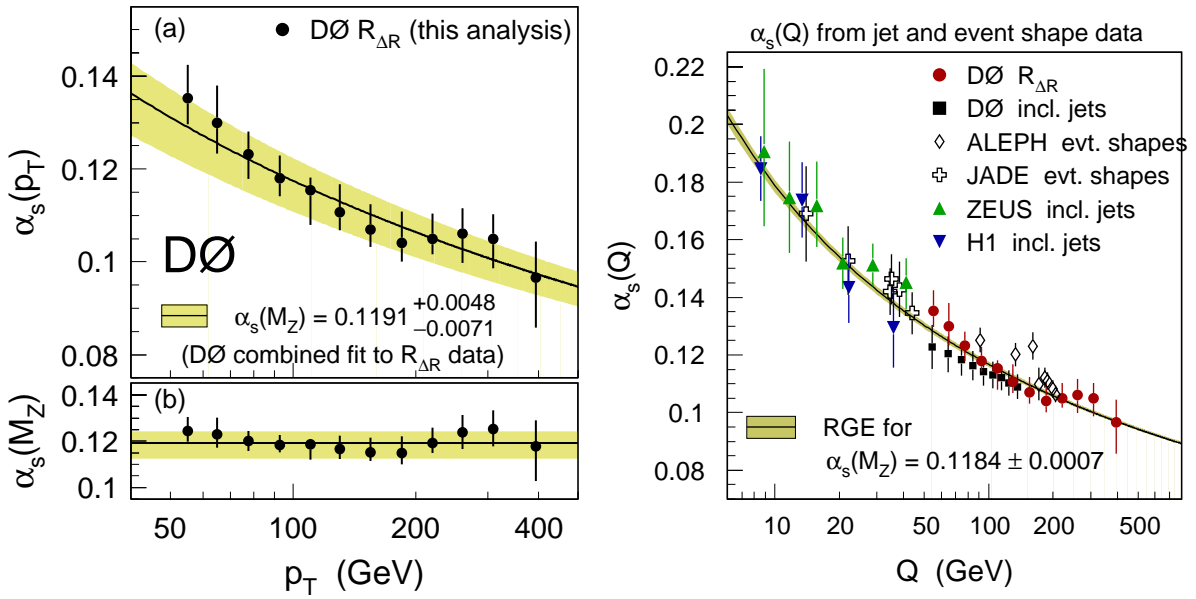 (a)
DØ R_ΔR (this analysis)
0.14
0.12
0.1
0.08
α_s(p_T)
DØ
α_s(M_Z) = 0.1191 +0.0048 −0.0071
(DØ combined fit to R_ΔR data)
(b)
0.14
0.12
0.1
α_s(M_Z)
50 100 200 400
p_T (GeV)
α_s(Q) from jet and event shape data
0.22
0.2
0.18
0.16
0.14
0.12
0.1
0.08
α_s(Q)
DØ R_ΔR
DØ incl. jets
ALEPH evt. shapes
JADE evt. shapes
ZEUS incl. jets
H1 incl. jets
RGE for
α_s(M_Z) = 0.1184 ± 0.0007
10 20 50 100 200 500
Q (GeV)